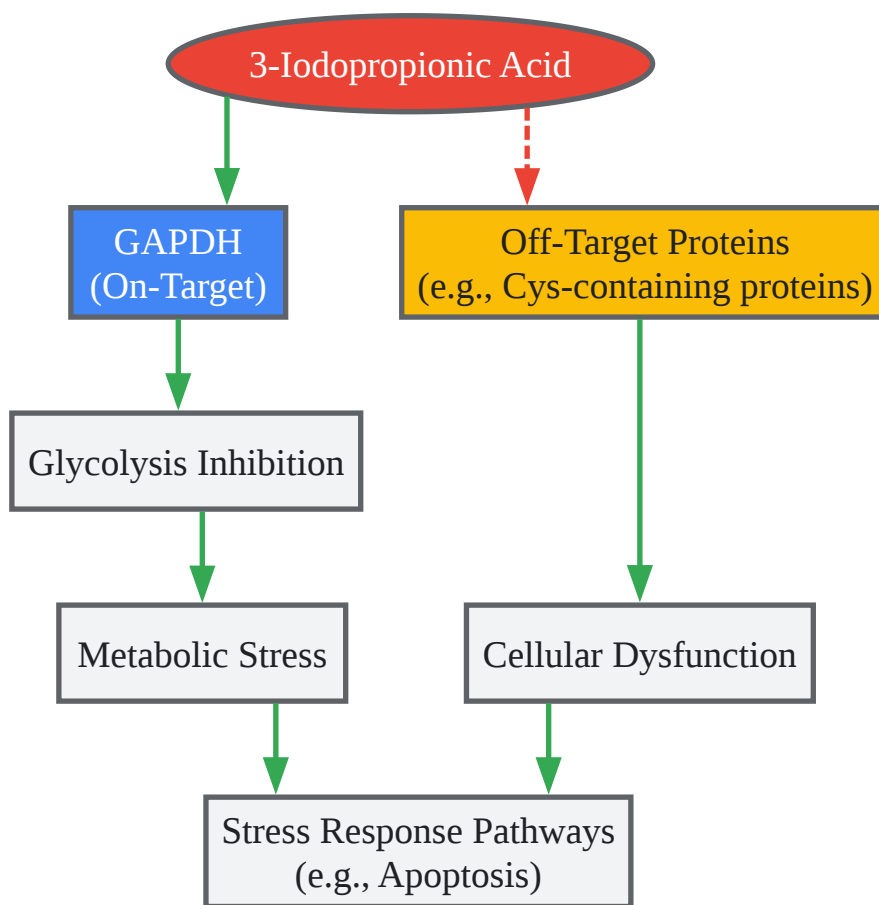 3-Iodopropionic Acid
GAPDH
(On-Target)
Off-Target Proteins
(e.g., Cys-containing proteins)
Glycolysis Inhibition
Metabolic Stress
Cellular Dysfunction
Stress Response Pathways
(e.g., Apoptosis)